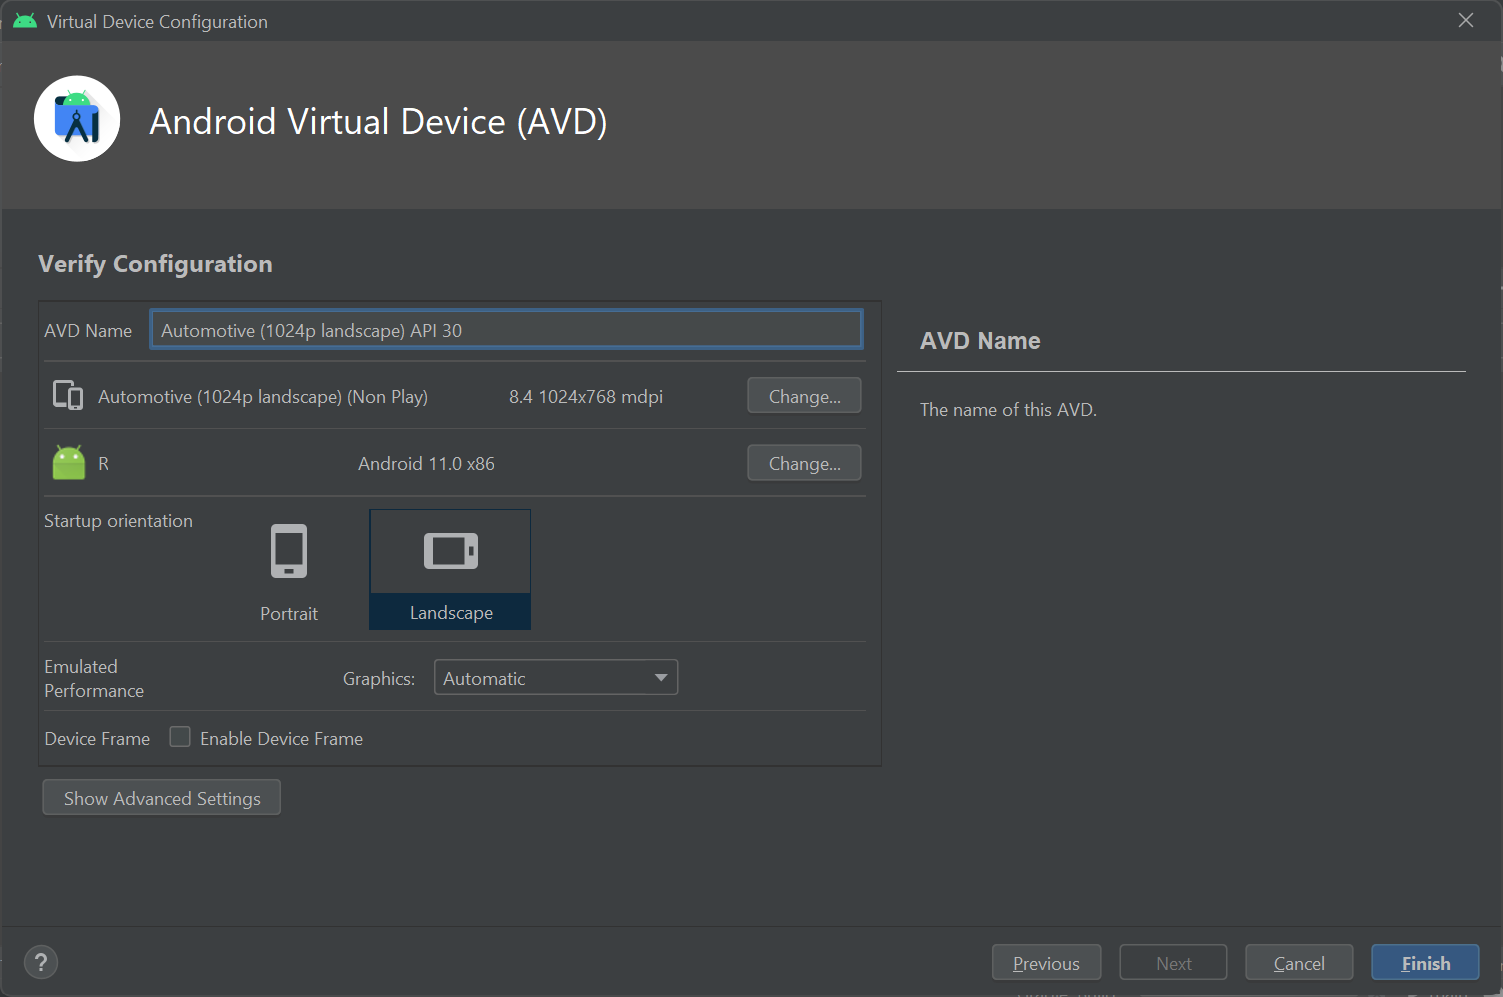 Virtual Device Configuration
Android Virtual Device (AVD)
Verify Configuration
AVD Name
Automotive (1024p landscape) API 30
Automotive (1024p landscape) (Non Play)
8.4 1024x768 mdpi
Change...
R
Android 11.0 x86
Change...
Startup orientation
Portrait
Landscape
Emulated
Performance
Graphics:
Automatic
Device Frame
Enable Device Frame
Show Advanced Settings
AVD Name
The name of this AVD.
?
Previous
Next
Cancel
Finish